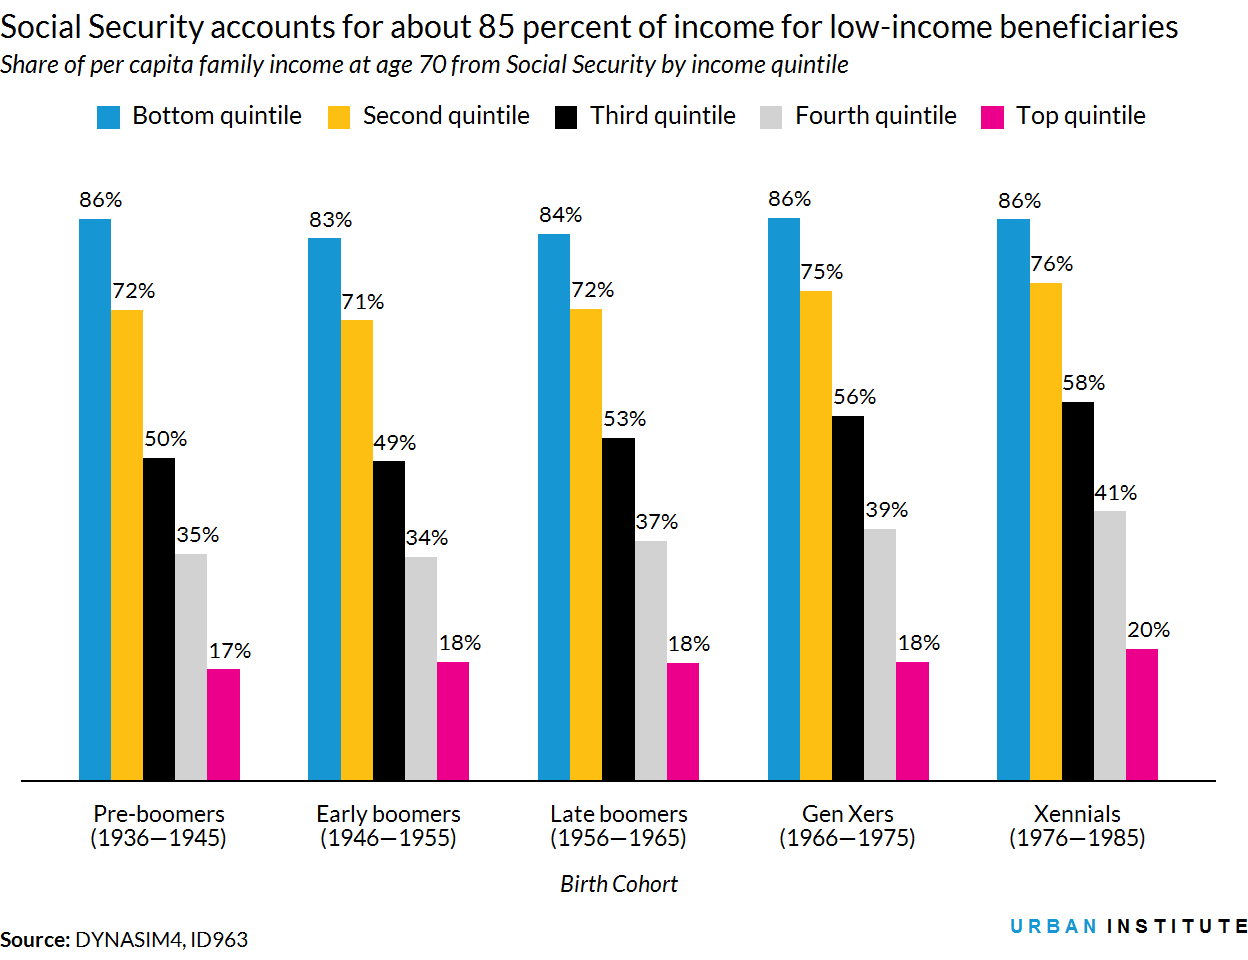 Social Security accounts for about 85 percent of income for low-income beneficiaries
Share of per capita family income at age 70 from Social Security by income quintile
Bottom quintile Second quintile Third quintile Fourth quintile Top quintile
86% 72% 50% 35% 17%
83% 71% 49% 34% 18%
84% 72% 53% 37% 18%
86% 75% 56% 39% 18%
86% 76% 58% 41% 20%
Pre-boomers Early boomers Late boomers Gen Xers Xennials
(1936—1945) (1946—1955) (1956—1965) (1966—1975) (1976—1985)
Birth Cohort
URBAN INSTITUTE
Source: DYNASIM4, ID963